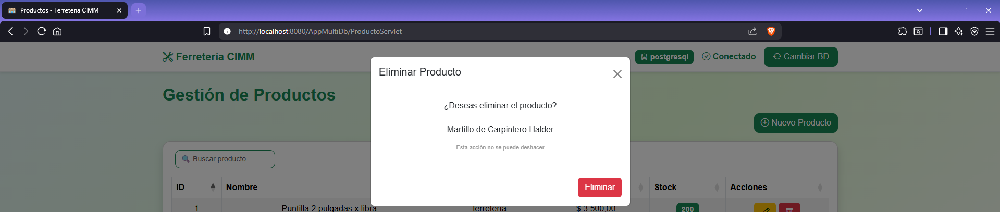 Productos - Ferretería CIMM
http://localhost:8080/AppMultiDb/ProductoServlet
Ferretería CIMM
postgresql
Conectado
Cambiar BD
Gestión de Productos
Nuevo Producto
Eliminar Producto
¿Deseas eliminar el producto?
Martillo de Carpintero Halder
Esta acción no se puede deshacer
Eliminar
Buscar producto...
ID Nombre Stock Acciones
1 Puntilla 2 pulgadas x libra ferretería $ 3.500,00 200